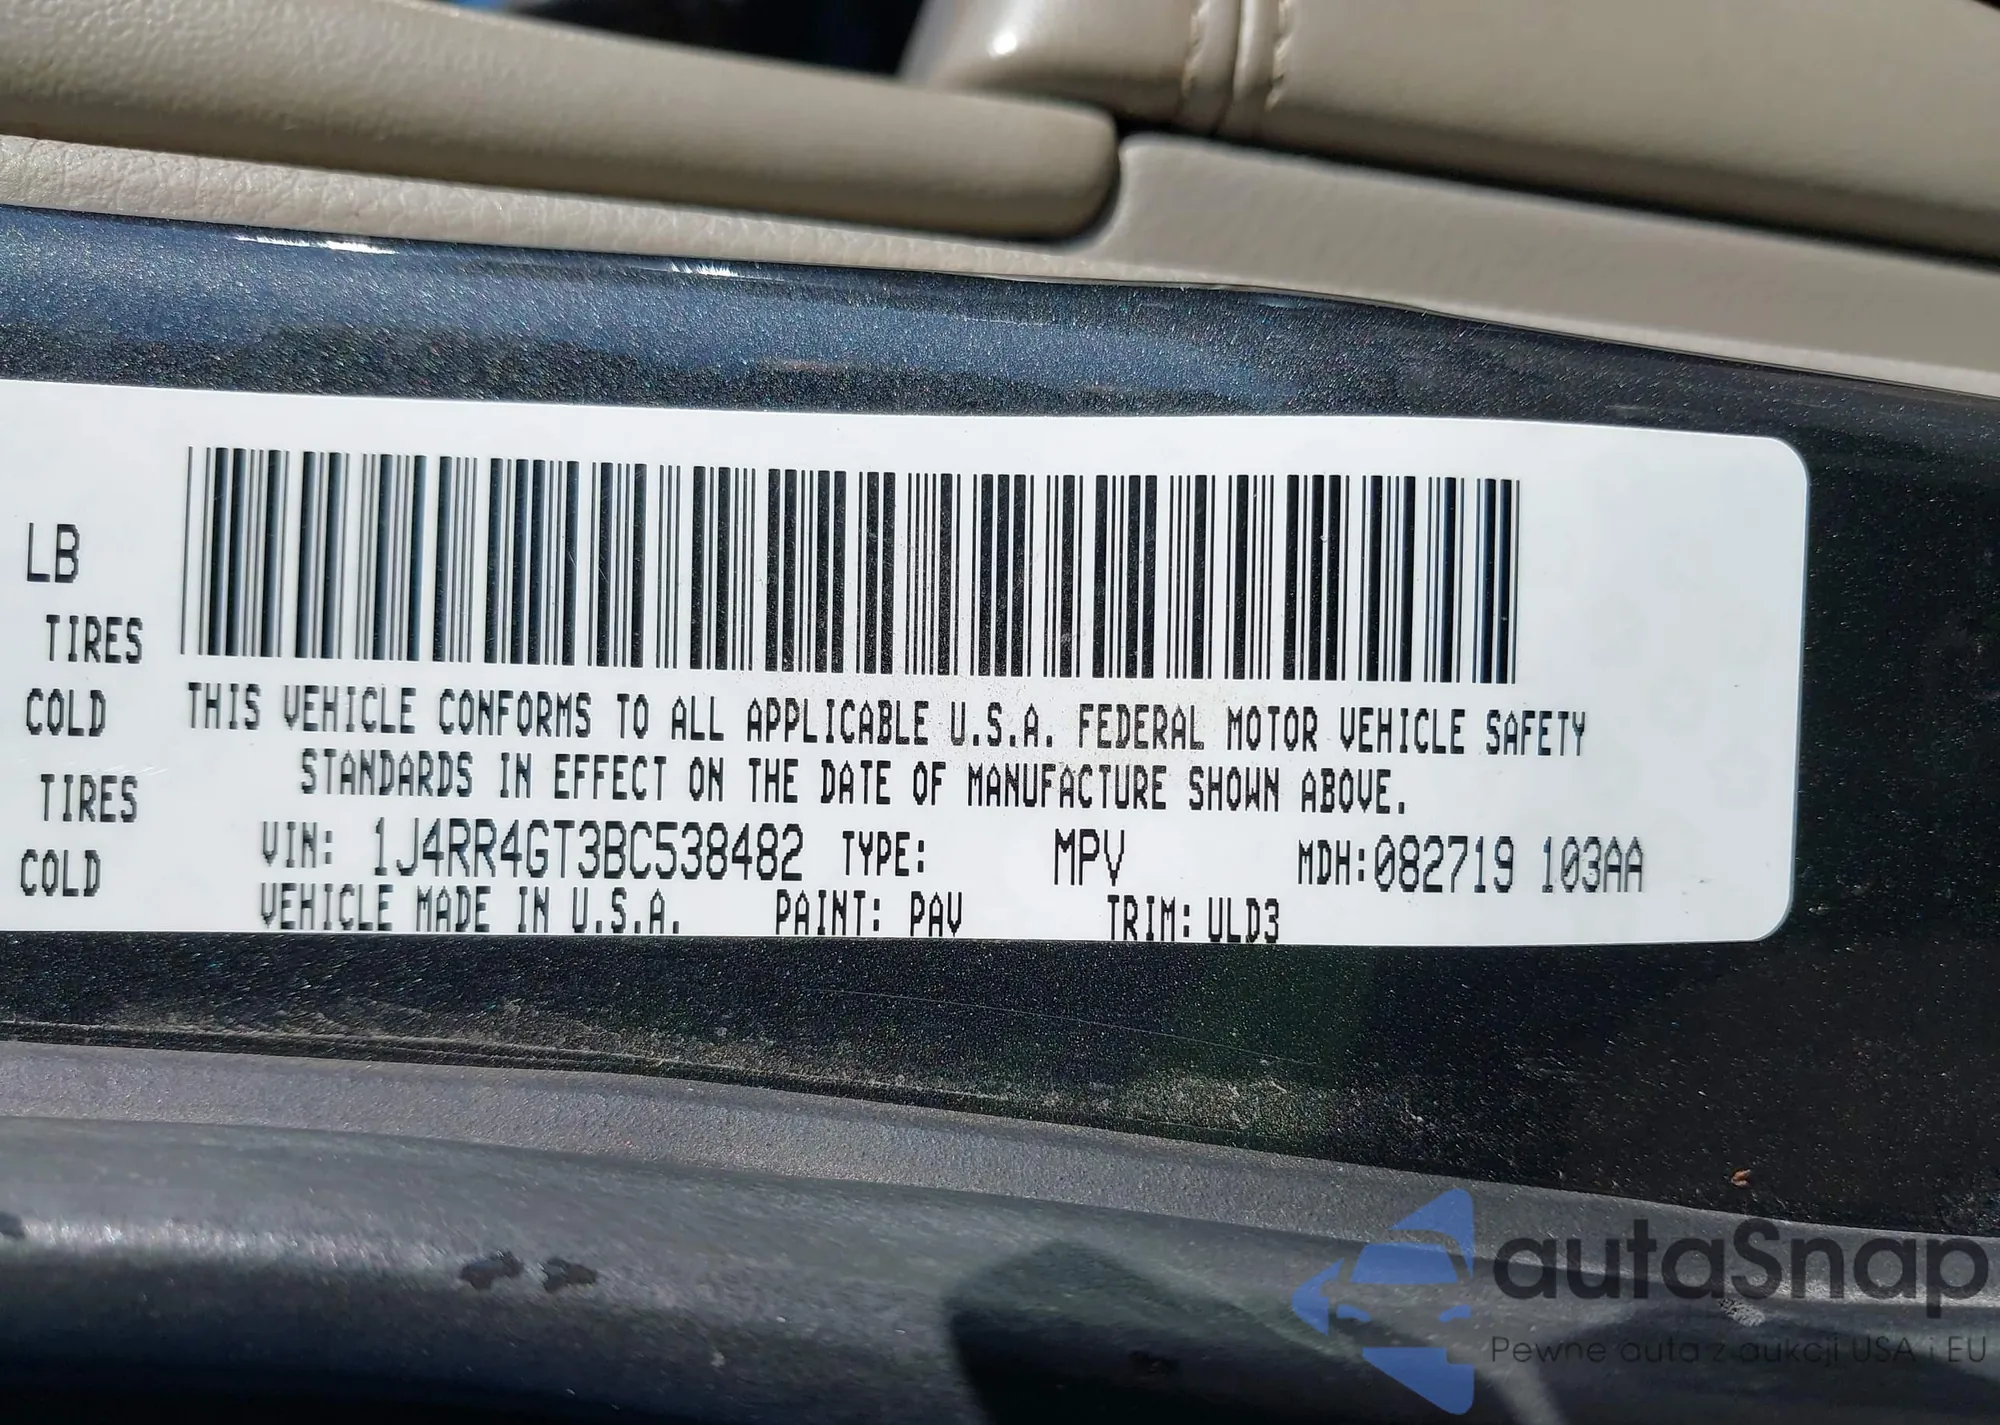 LB
TIRES
COLD
TIRES
COLD
THIS VEHICLE CONFORMS TO ALL APPLICABLE U.S.A. FEDERAL MOTOR VEHICLE SAFETY
STANDARDS IN EFFECT ON THE DATE OF MANUFACTURE SHOWN ABOVE.
VIN: 1J4RR4GT3BC538482 TYPE: MPV MDH:082719 103AA
VEHICLE MADE IN U.S.A. PAINT: PAV TRIM: ULD3
autaSnap
Pewne auta z aukcji USA i EU